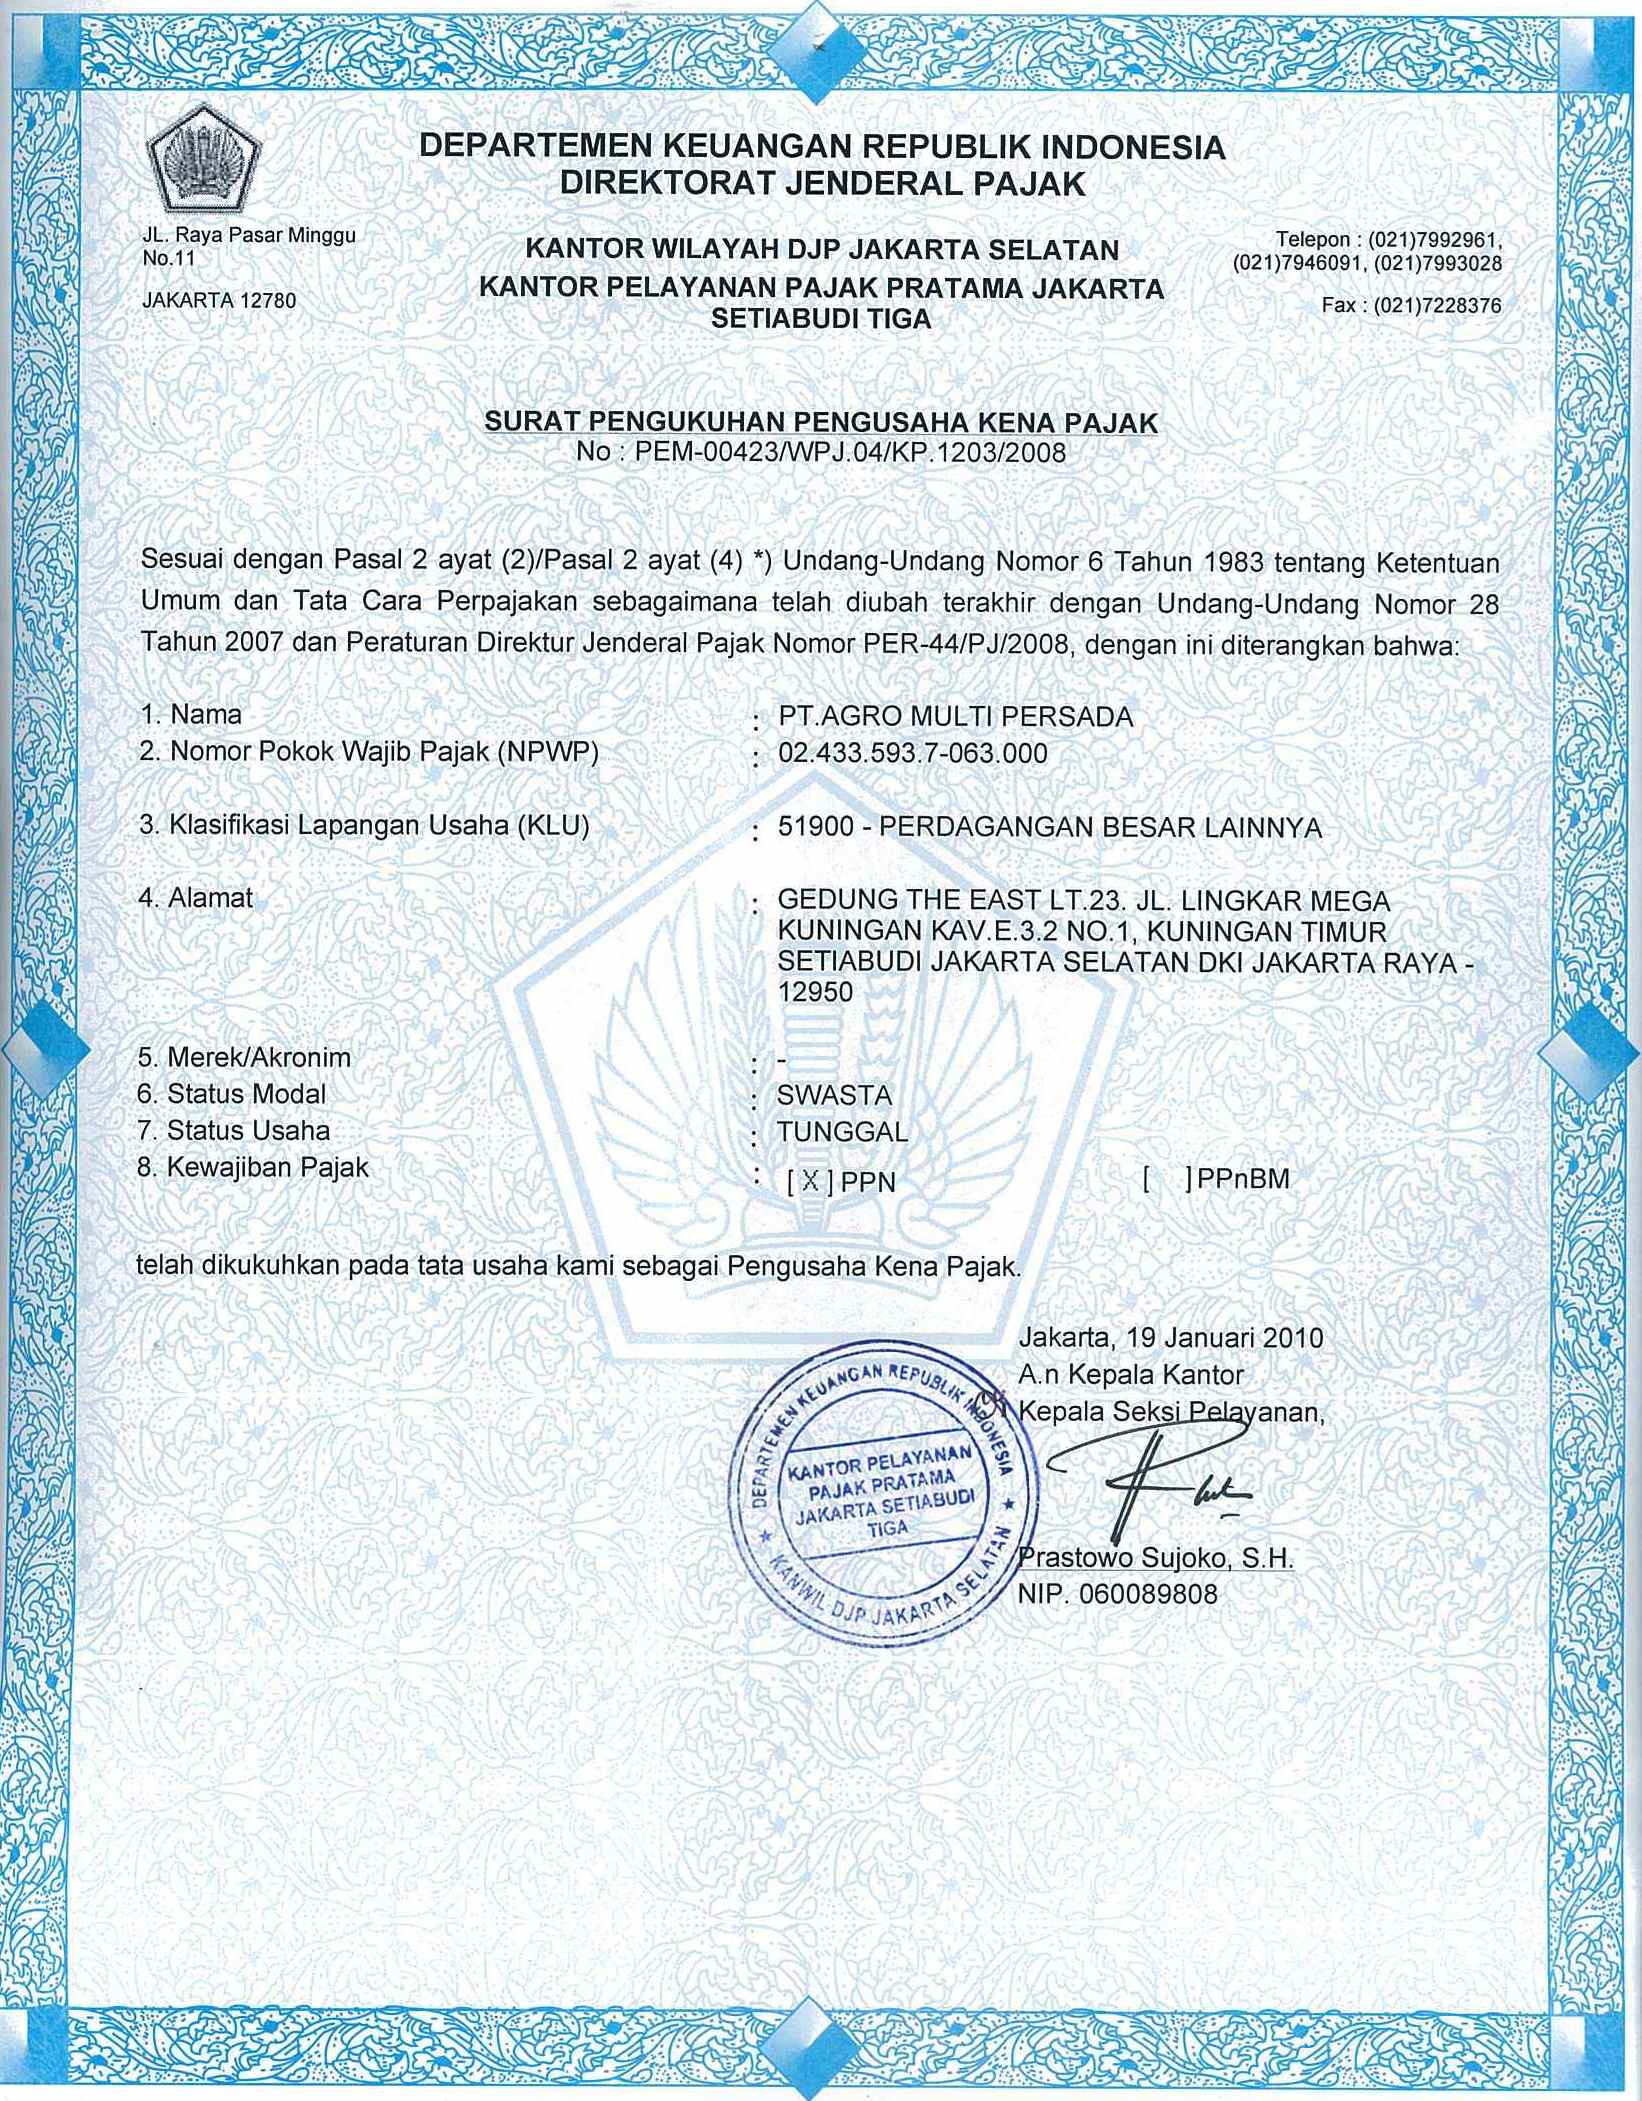 DEPARTEMEN KEUANGAN REPUBLIK INDONESIA
DIREKTORAT JENDERAL PAJAK
JL. Raya Pasar Minggu
No.11
JAKARTA 12780
KANTOR WILAYAH DJP JAKARTA SELATAN
KANTOR PELAYANAN PAJAK PRATAMA JAKARTA
SETIABUDI TIGA
Telepon : (021)7992961,
(021)7946091, (021)7993028
Fax : (021)7228376
SURAT PENGUKUHAN PENGUSAHA KENA PAJAK
No : PEM-00423/WPJ.04/KP.1203/2008
Sesuai dengan Pasal 2 ayat (2)/Pasal 2 ayat (4) *) Undang-Undang Nomor 6 Tahun 1983 tentang Ketentuan
Umum dan Tata Cara Perpajakan sebagaimana telah diubah terakhir dengan Undang-Undang Nomor 28
Tahun 2007 dan Peraturan Direktur Jenderal Pajak Nomor PER-44/PJ/2008, dengan ini diterangkan bahwa:
1. Nama : PT.AGRO MULTI PERSADA
2. Nomor Pokok Wajib Pajak (NPWP) : 02.433.593.7-063.000
3. Klasifikasi Lapangan Usaha (KLU) : 51900 - PERDAGANGAN BESAR LAINNYA
4. Alamat : GEDUNG THE EAST LT.23. JL. LINGKAR MEGA
KUNINGAN KAV.E.3.2 NO.1, KUNINGAN TIMUR
SETIABUDI JAKARTA SELATAN DKI JAKARTA RAYA -
12950
5. Merek/Akronim : -
6. Status Modal : SWASTA
7. Status Usaha : TUNGGAL
8. Kewajiban Pajak : [ X ] PPN [ ] PPnBM
telah dikukuhkan pada tata usaha kami sebagai Pengusaha Kena Pajak.
Jakarta, 19 Januari 2010
A.n Kepala Kantor
Kepala Seksi Pelayanan,
DEPARTEMEN KEUANGAN REPUBLIK INDONESIA
KANTOR PELAYANAN
PAJAK PRATAMA
JAKARTA SETIABUDI
TIGA
KANWIL DJP JAKARTA SELATAN
Prastowo Sujoko, S.H.
NIP. 060089808